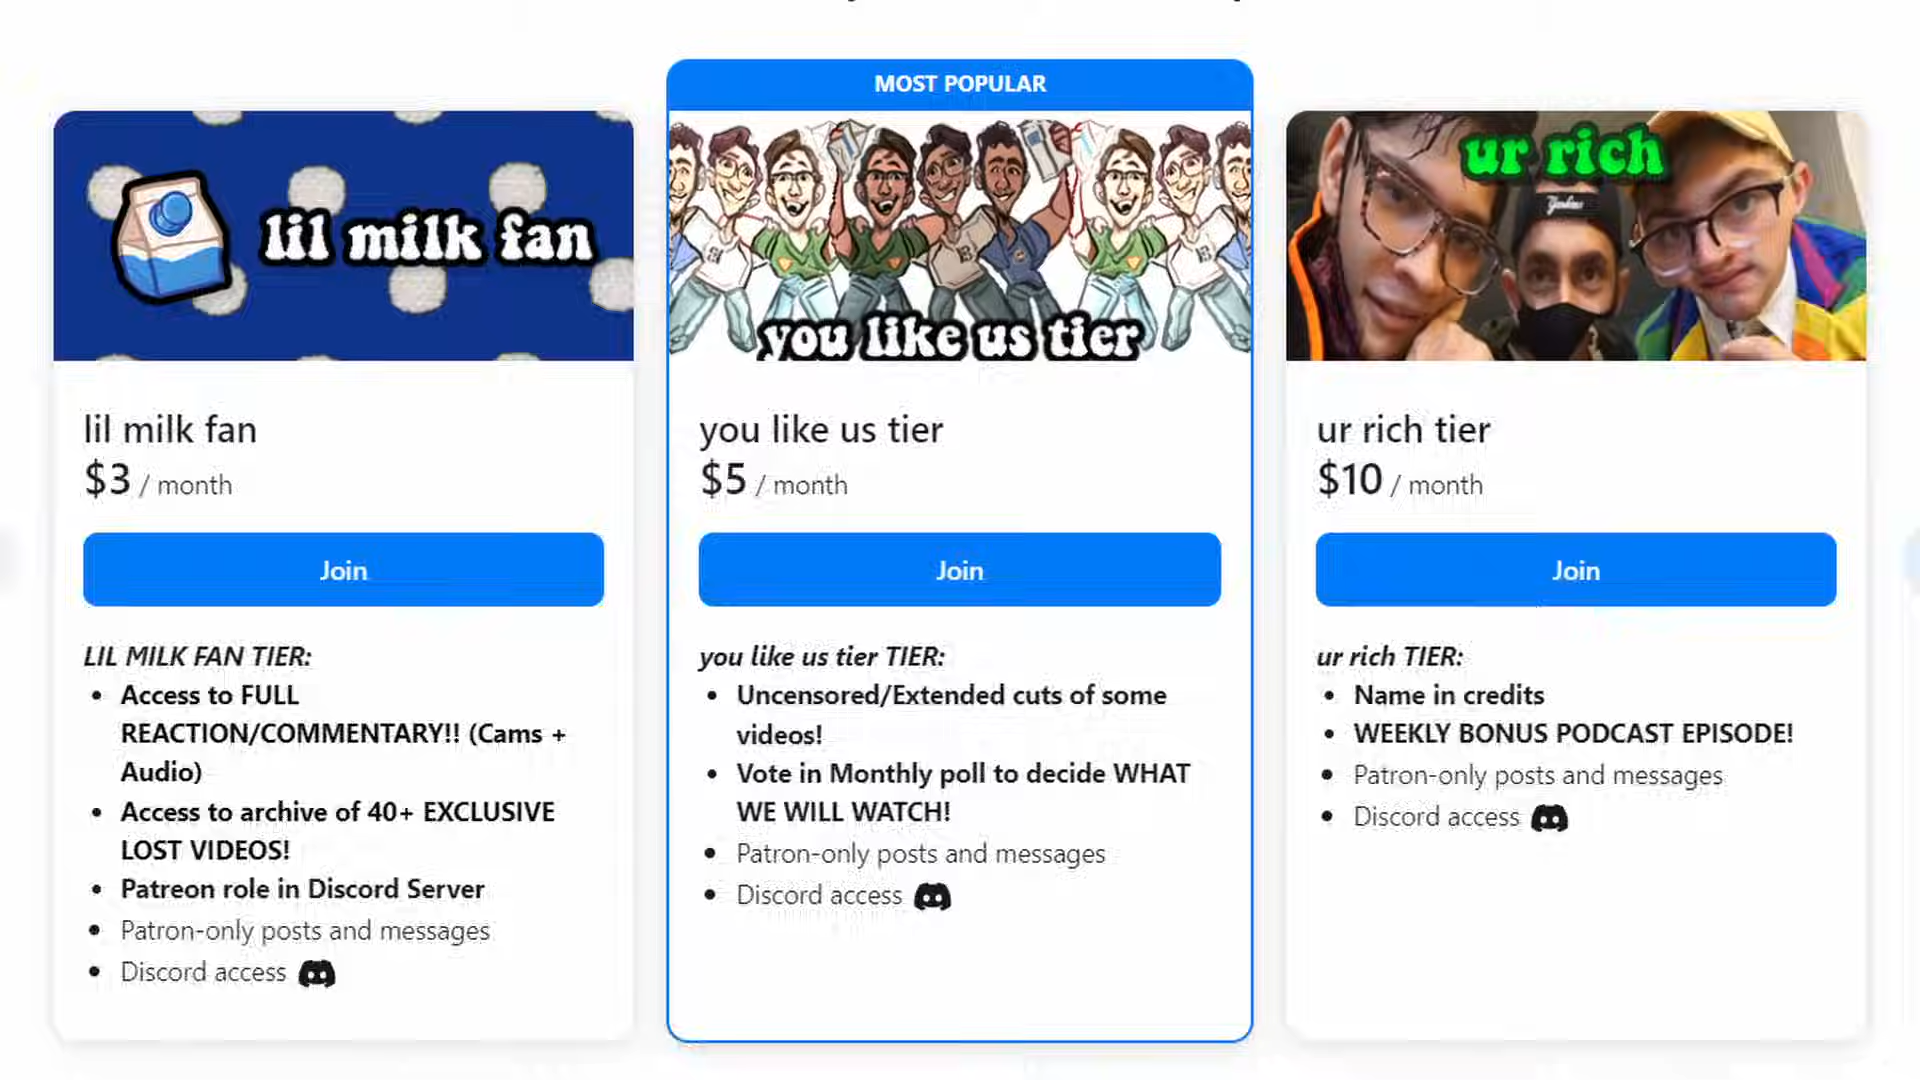 MOST POPULAR
lil milk fan
you like us tier
ur rich
Yankees
lil milk fan
$3 / month
Join
LIL MILK FAN TIER:
• Access to FULL
REACTION/COMMENTARY!! (Cams +
Audio)
• Access to archive of 40+ EXCLUSIVE
LOST VIDEOS!
• Patreon role in Discord Server
• Patron-only posts and messages
• Discord access
you like us tier
$5 / month
Join
you like us tier TIER:
• Uncensored/Extended cuts of some
videos!
• Vote in Monthly poll to decide WHAT
WE WILL WATCH!
• Patron-only posts and messages
• Discord access
ur rich tier
$10 / month
Join
ur rich TIER:
• Name in credits
• WEEKLY BONUS PODCAST EPISODE!
• Patron-only posts and messages
• Discord access